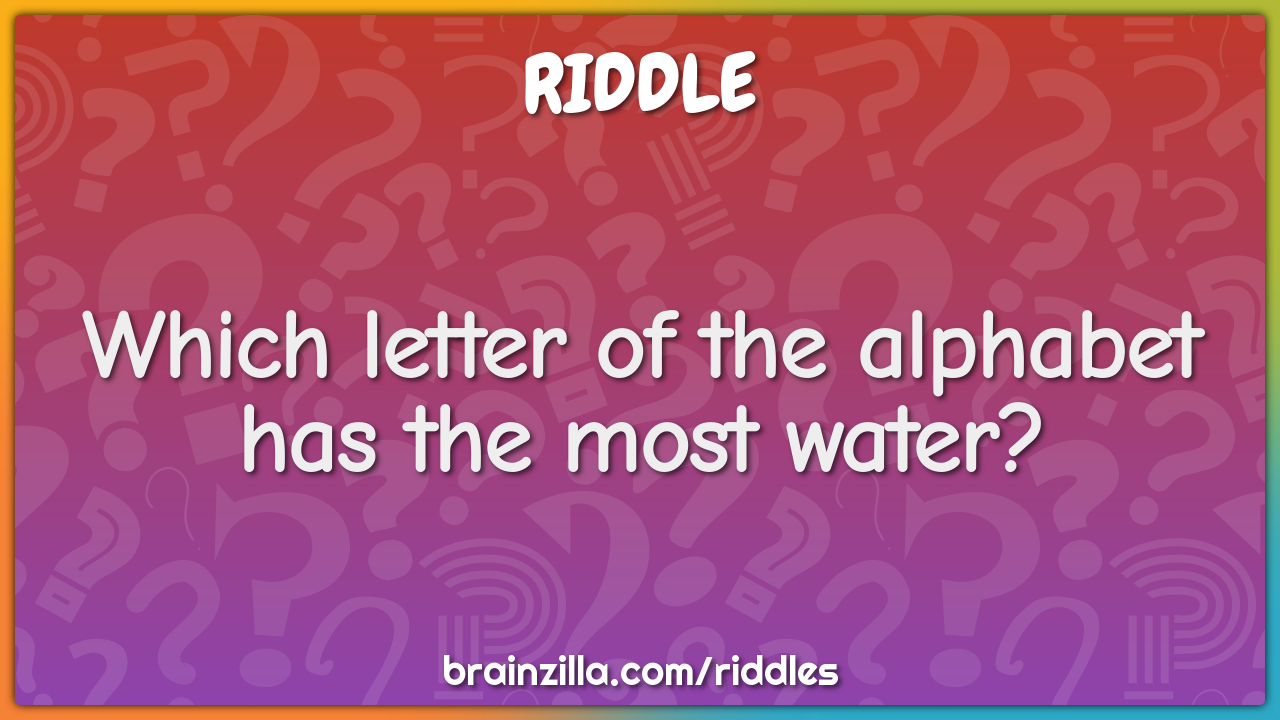 RIDDLE
Which letter of the alphabet
has the most water?
brainzilla.com/riddles